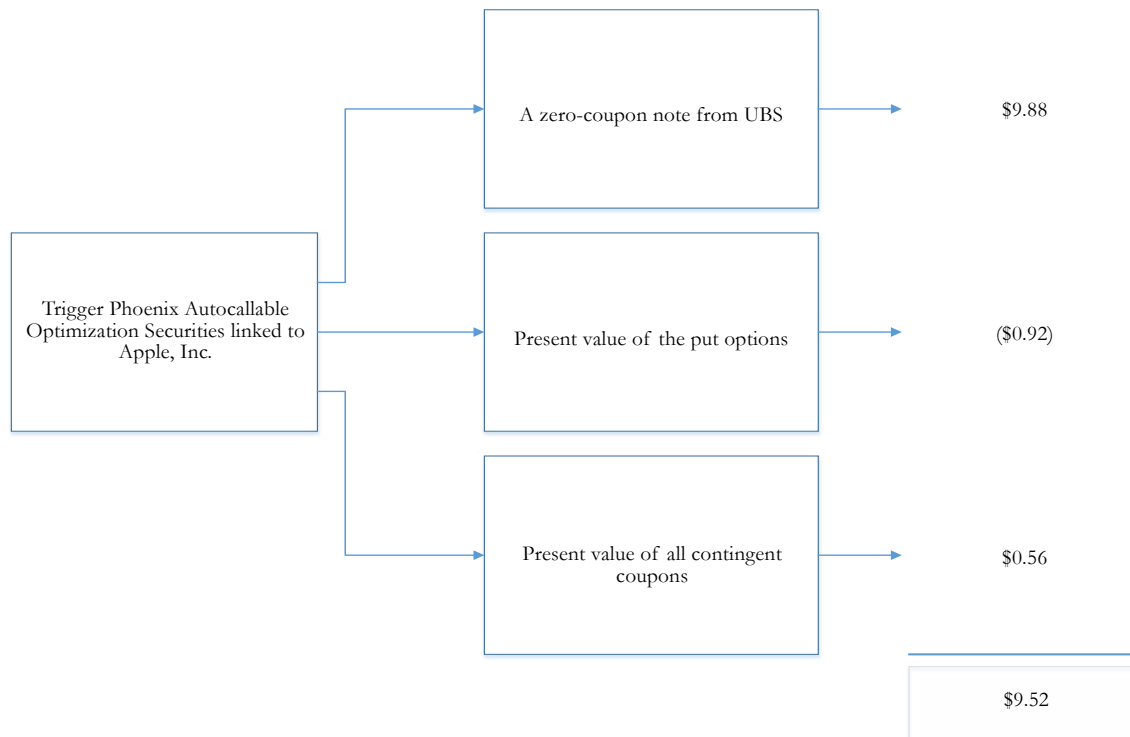 A zero-coupon note from UBS
$9.88
Trigger Phoenix Autocallable
Optimization Securities linked to
Apple, Inc.
Present value of the put options
($0.92)
Present value of all contingent
coupons
$0.56
$9.52